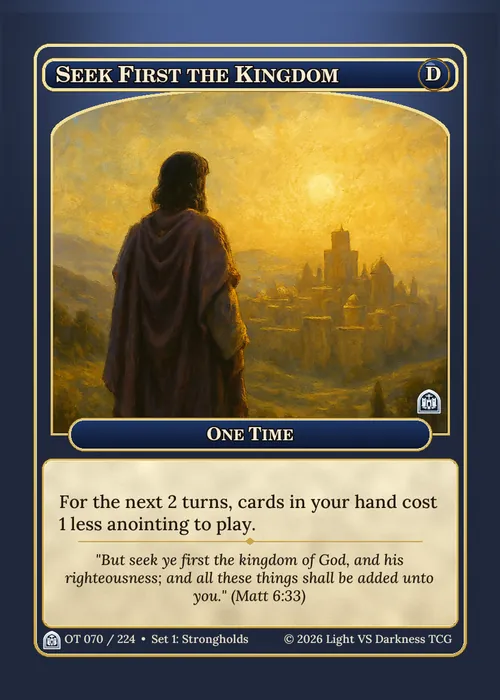 SEEK FIRST THE KINGDOM
D
ONE TIME
For the next 2 turns, cards in your hand cost
1 less anointing to play.
"But seek ye first the kingdom of God, and his
righteousness; and all these things shall be added unto
you." (Matt 6:33)
OT 070 / 224 • Set 1: Strongholds © 2026 Light VS Darkness TCG